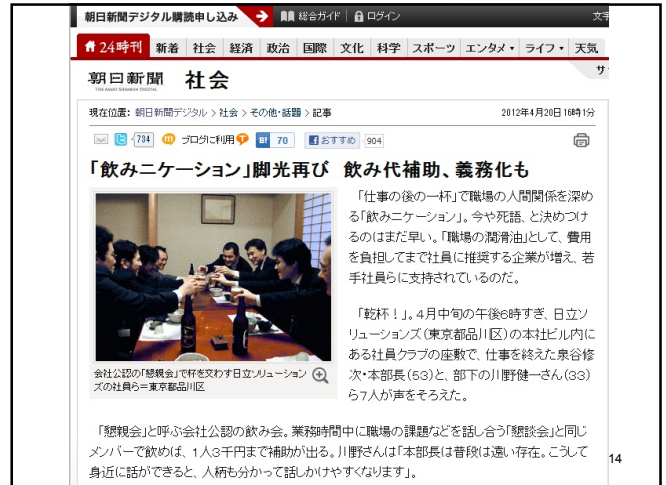 朝日新聞デジタル購読申し込み 総合ガイド ログイン 文字
24時刊 新着 社会 経済 政治 国際 文化 科学 スポーツ エンタメ・ ライフ・ 天気
サ
朝日新聞 社会
THE ASAHI SHIMBUN DIGITAL
現在位置: 朝日新聞デジタル > 社会 > その他・話題 > 記事 2012年4月20日16時1分
734 ブログに利用 B! 70 おすすめ 904
「飲みニケーション」脚光再び 飲み代補助、義務化も
「仕事の後の一杯」で職場の人間関係を深め
る「飲みニケーション」。今や死語、と決めつけ
るのはまだ早い。「職場の潤滑油」として、費用
を負担してまで社員に推奨する企業が増え、若
手社員らに支持されているのだ。
「乾杯！」。4月中旬の午後6時すぎ、日立ソ
リューションズ(東京都品川区)の本社ビル内に
ある社員クラブの座敷で、仕事を終えた泉谷修
次・本部長(53)と、部下の川野健一さん(33)
ら7人が声をそろえた。
会社公認の「懇親会」で杯を交わす日立ソリューション
ズの社員ら=東京都品川区
「懇親会」と呼ぶ会社公認の飲み会。業務時間中に職場の課題などを話し合う「懇談会」と同じ
メンバーで飲めば、1人3千円まで補助が出る。川野さんは「本部長は普段は遠い存在。こうして
身近に話ができると、人柄も分かって話しかけやすくなります」。
14